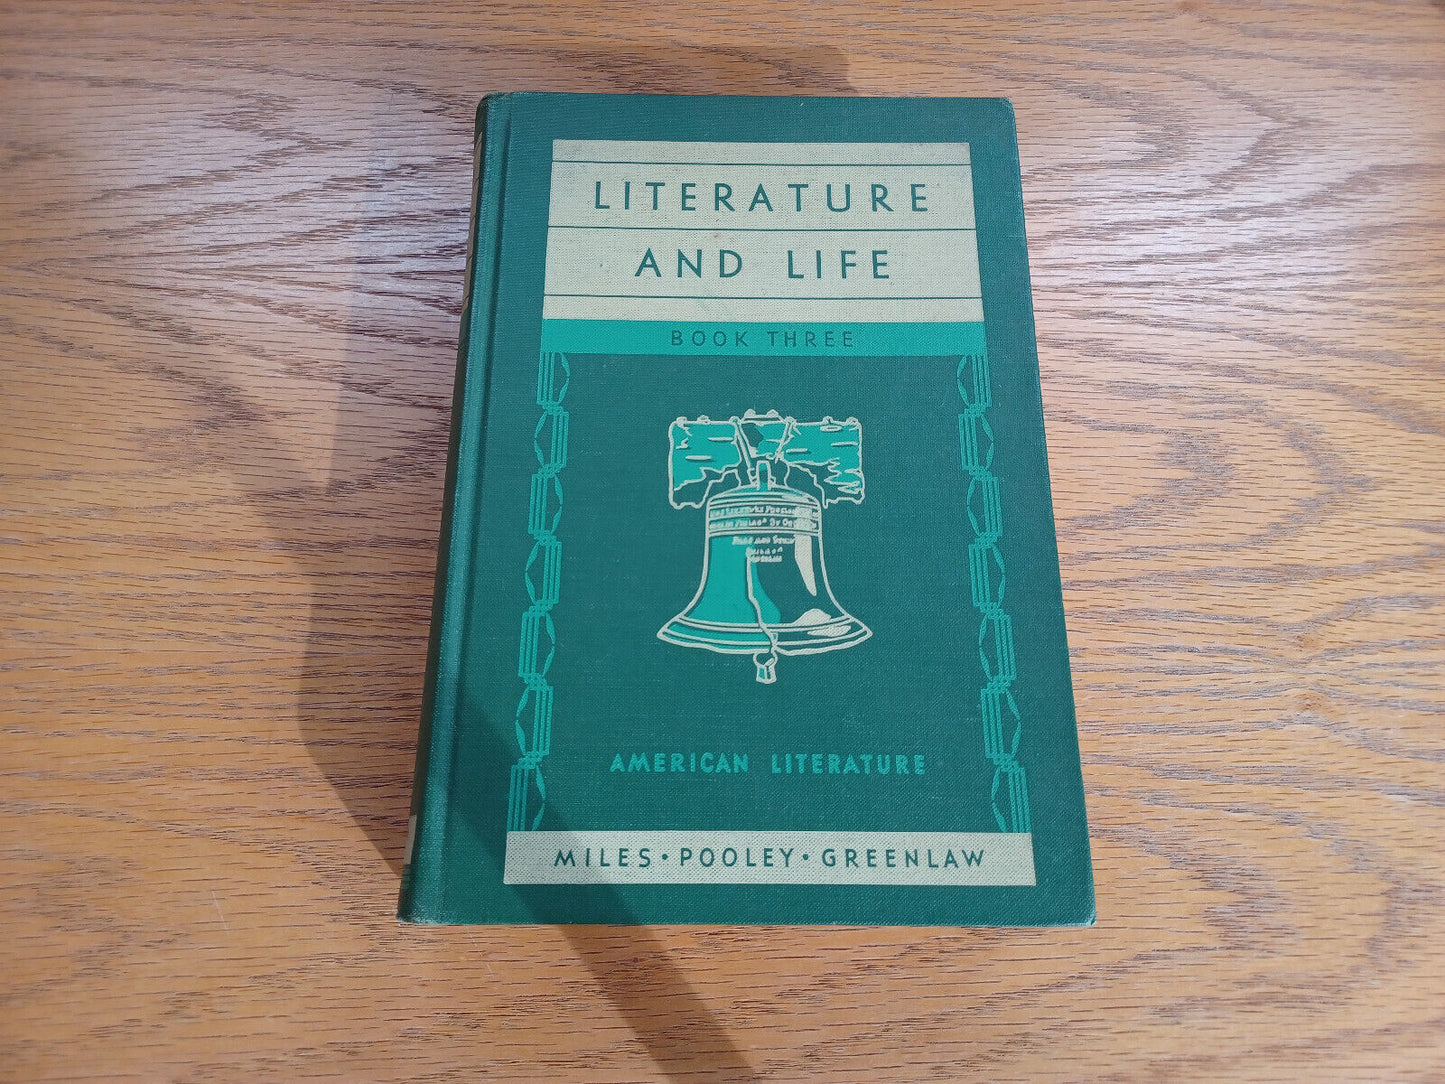 LITERATURE
AND LIFE
BOOK THREE
AMERICAN LITERATURE
MILES • POOLEY • GREENLAW